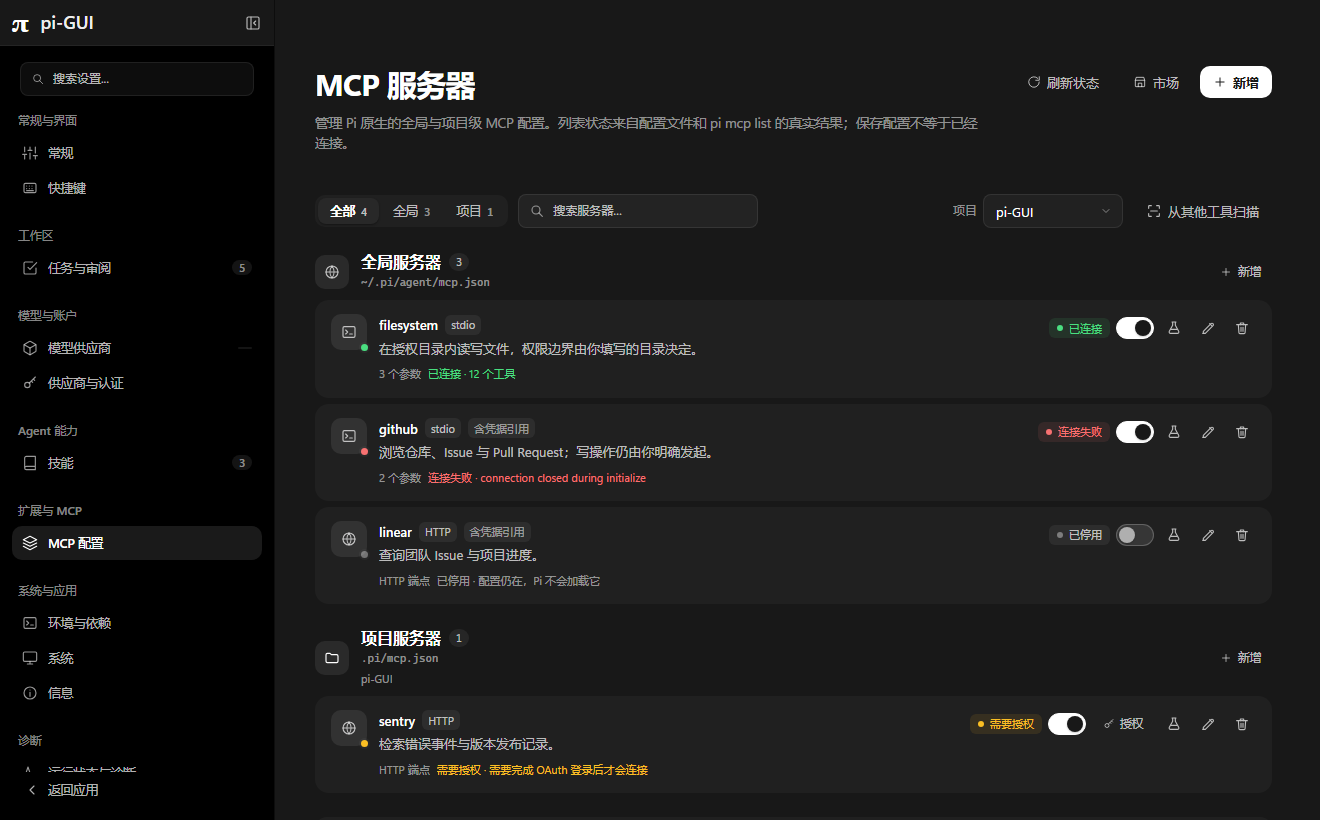 π pi-GUI
搜索设置...
常规与界面
常规
快捷键
工作区
任务与审阅 5
模型与账户
模型供应商
供应商与认证
Agent 能力
技能 3
扩展与 MCP
MCP 配置
系统与应用
环境与依赖
系统
信息
诊断
返回应用
MCP 服务器
刷新状态 市场 + 新增
管理 Pi 原生的全局与项目级 MCP 配置。列表状态来自配置文件和 pi mcp list 的真实结果；保存配置不等于已经
连接。
全部 4 全局 3 项目 1 搜索服务器... 项目 pi-GUI 从其他工具扫描
全局服务器 3
~/.pi/agent/mcp.json
+ 新增
filesystem stdio 已连接
在授权目录内读写文件，权限边界由你填写的目录决定。
3 个参数 已连接 · 12 个工具
github stdio 含凭据引用 连接失败
浏览仓库、Issue 与 Pull Request；写操作仍由你明确发起。
2 个参数 连接失败 · connection closed during initialize
linear HTTP 含凭据引用 已停用
查询团队 Issue 与项目进度。
HTTP 端点 已停用 · 配置仍在，Pi 不会加载它
项目服务器 1
.pi/mcp.json
+ 新增
pi-GUI
sentry HTTP 需要授权 授权
检索错误事件与版本发布记录。
HTTP 端点 需要授权 · 需要完成 OAuth 登录后才会连接